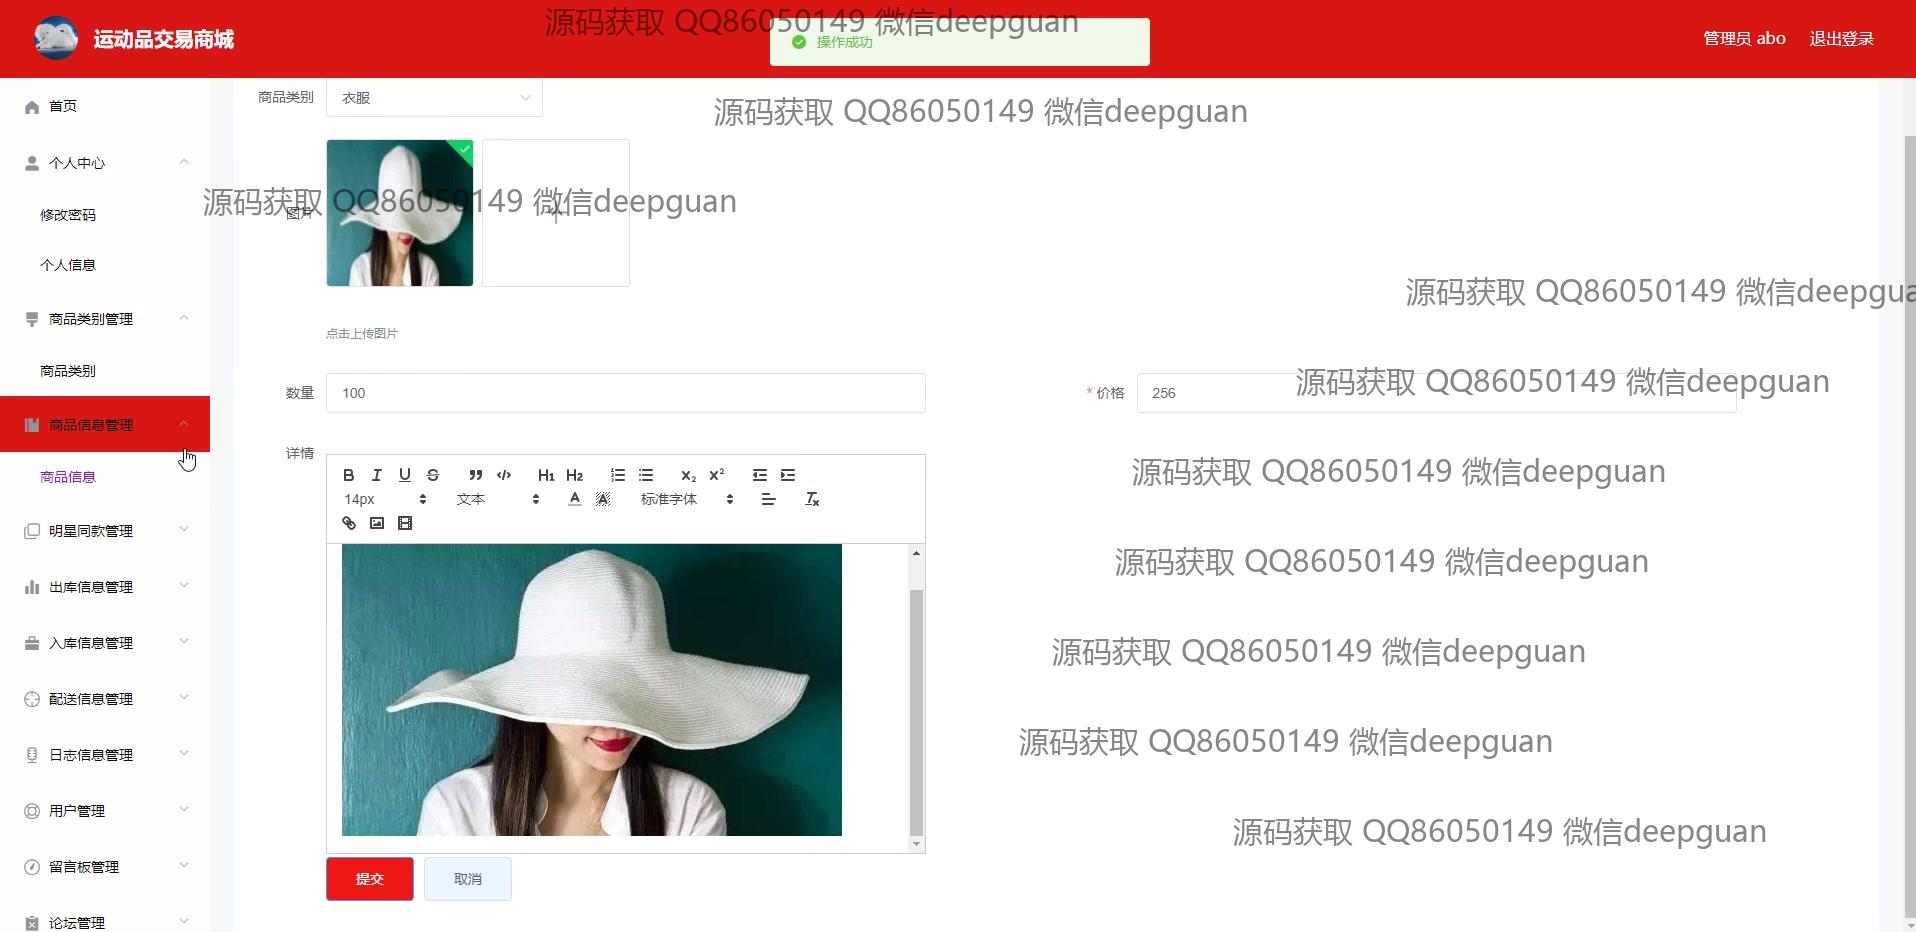 运动品交易商城
源码获取 QQ86050149 微信deepguan
操作成功
管理员 abo
退出登录
首页
个人中心
修改密码
个人信息
商品类别管理
商品类别
商品信息管理
商品信息
明星同款管理
出库信息管理
入库信息管理
配送信息管理
日志信息管理
用户管理
留言板管理
论坛管理
商品类别
衣服
源码获取 QQ86050149 微信deepguan
源码获取 QQ86050149 微信deepguan
图片
源码获取 QQ86050149 微信deepgua
点击上传图片
源码获取 QQ86050149 微信deepguan
数量
100
* 价格
256
详情
B I U S H1 H2 X2 X2
14px
文本
A A
标准字体
Tx
源码获取 QQ86050149 微信deepguan
源码获取 QQ86050149 微信deepguan
源码获取 QQ86050149 微信deepguan
源码获取 QQ86050149 微信deepguan
源码获取 QQ86050149 微信deepguan
提交
取消